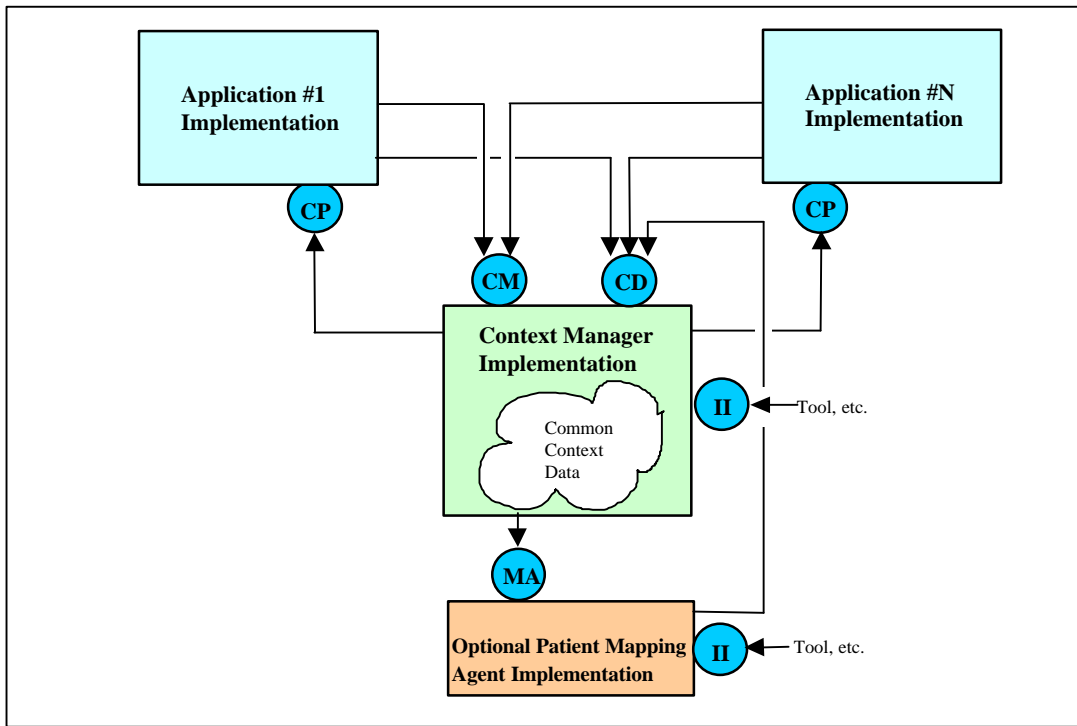 Application #1
Implementation
Application #N
Implementation
CP
CP
CM
CD
Context Manager
Implementation
II
Tool, etc.
Common
Context
Data
MA
Optional Patient Mapping
Agent Implementation
II
Tool, etc.